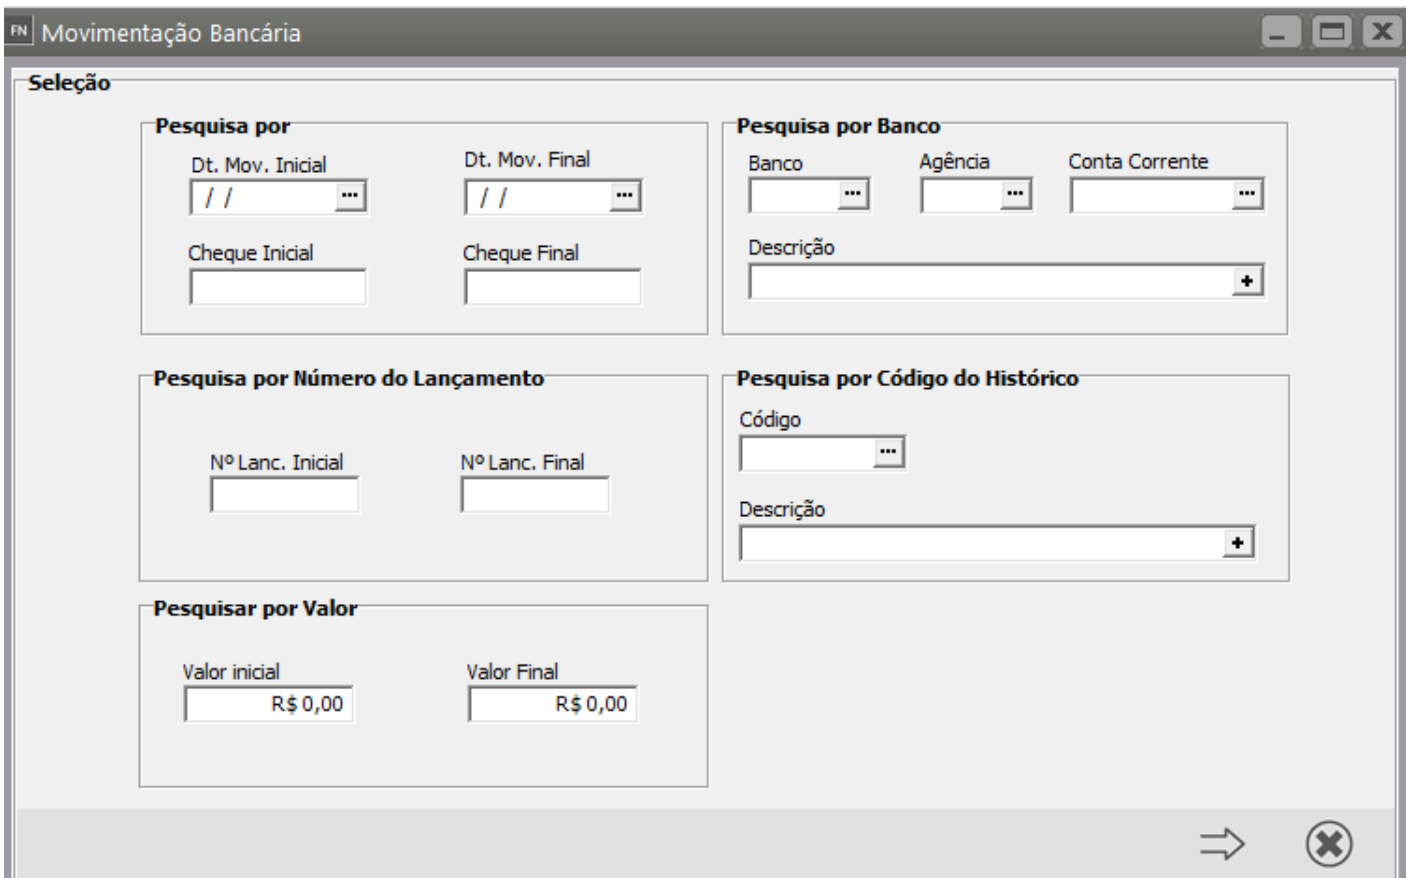 FN Movimentação Bancária
Seleção
Pesquisa por
Dt. Mov. Inicial
Dt. Mov. Final
/ /
...
/ /
...
Cheque Inicial
Cheque Final
Pesquisa por Banco
Banco
Agência
Conta Corrente
...
...
...
Descrição
+
Pesquisa por Número do Lançamento
Nº Lanc. Inicial
Nº Lanc. Final
Pesquisa por Código do Histórico
Código
...
Descrição
+
Pesquisar por Valor
Valor inicial
Valor Final
R$ 0,00
R$ 0,00